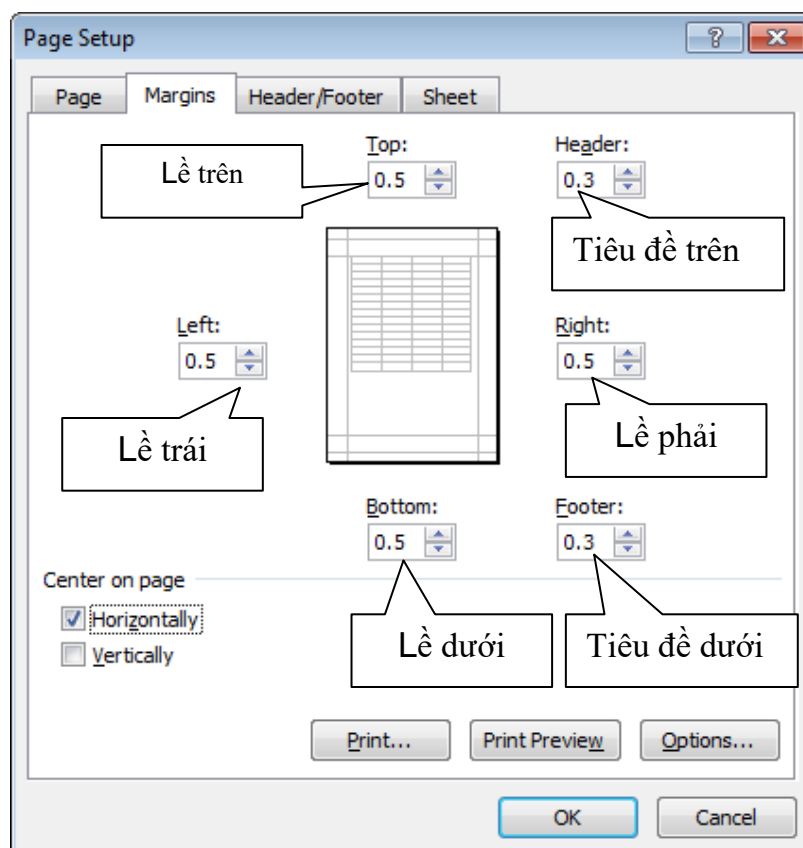 Page Setup
Page Margins Header/Footer Sheet
Top: Header:
Lề trên 0.5 0.3
Tiêu đề trên
Left: Right:
0.5 0.5
Lề trái Lề phải
Bottom: Footer:
0.5 0.3
Center on page
Horizontally
Lề dưới Tiêu đề dưới
Vertically
Print... Print Preview Options...
OK Cancel